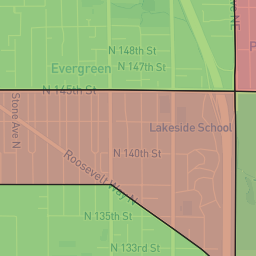 NE
N 148th St
N 147th St
Evergreen
P
N 145th St
Stone Ave N
Lakeside School
N 140th St
Roosevelt Way N
N 135th St
N 133rd St